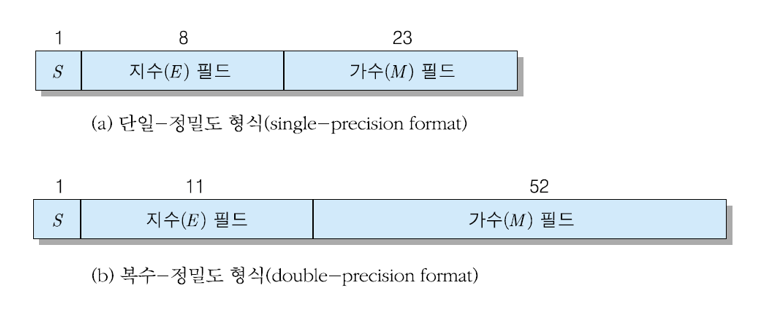 1 8 23
S 지수(E) 필드 가수(M) 필드
(a) 단일-정밀도 형식(single-precision format)
1 11 52
S 지수(E) 필드 가수(M) 필드
(b) 복수-정밀도 형식(double-precision format)